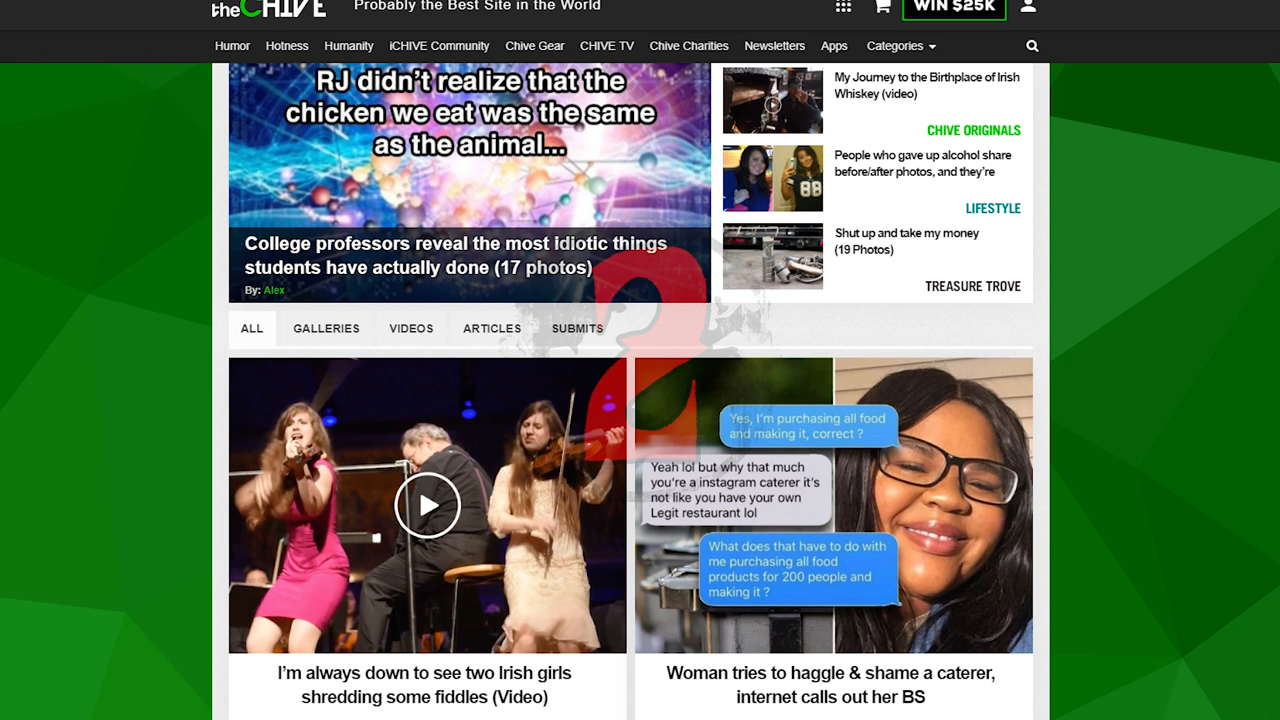 theCHIVE
Probably the Best Site in the World
WIN $25K
Humor Hotness Humanity iCHIVE Community Chive Gear CHIVE TV Chive Charities Newsletters Apps Categories
RJ didn't realize that the
chicken we eat was the same
as the animal...
College professors reveal the most idiotic things
students have actually done (17 photos)
By: Alex
My Journey to the Birthplace of Irish
Whiskey (video)
CHIVE ORIGINALS
People who gave up alcohol share
before/after photos, and they're
LIFESTYLE
88
Shut up and take my money
(19 Photos)
TREASURE TROVE
2
ALL GALLERIES VIDEOS ARTICLES SUBMITS
Yes, I'm purchasing all food
and making it, correct ?
Yeah lol but why that much
you're a instagram caterer it's
not like you have your own
Legit restaurant lol
What does that have to do with
me purchasing all food
products for 200 people and
making it ?
I'm always down to see two Irish girls
shredding some fiddles (Video)
Woman tries to haggle & shame a caterer,
internet calls out her BS